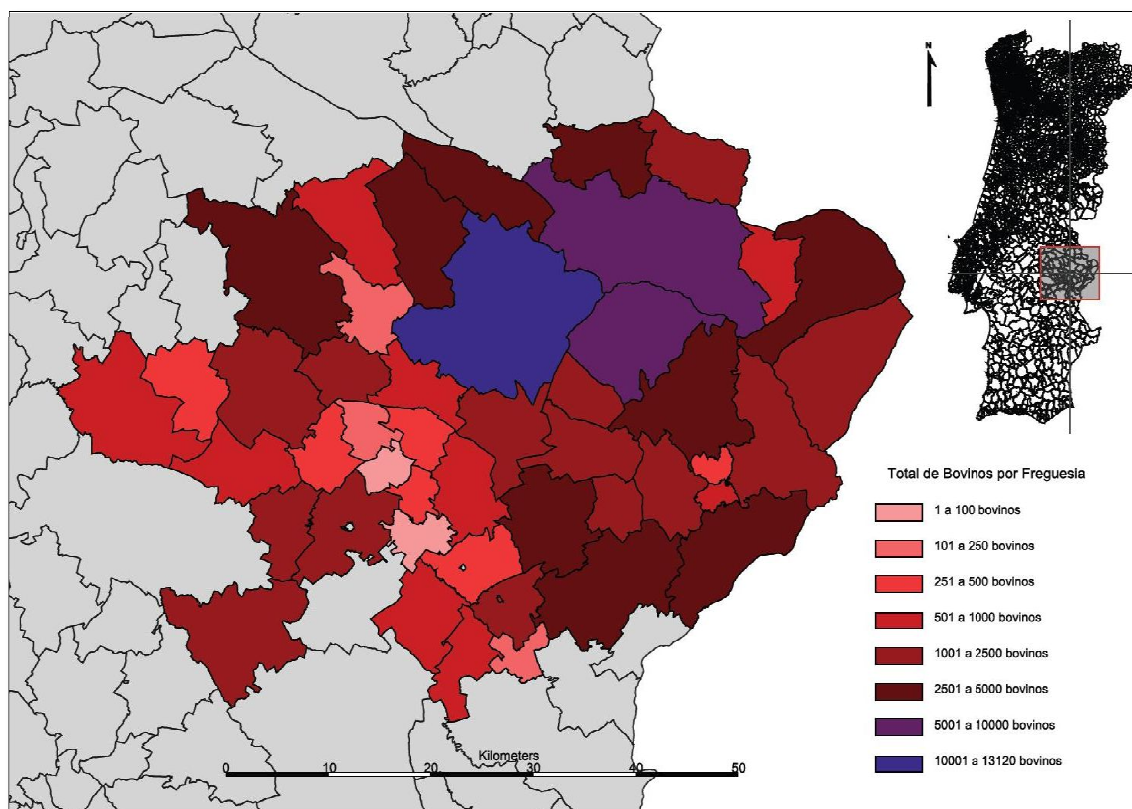 N
Total de Bovinos por Freguesia
1 a 100 bovinos
101 a 250 bovinos
251 a 500 bovinos
501 a 1000 bovinos
1001 a 2500 bovinos
2501 a 5000 bovinos
5001 a 10000 bovinos
10001 a 13120 bovinos
Kilometers
0 10 20 30 40 50